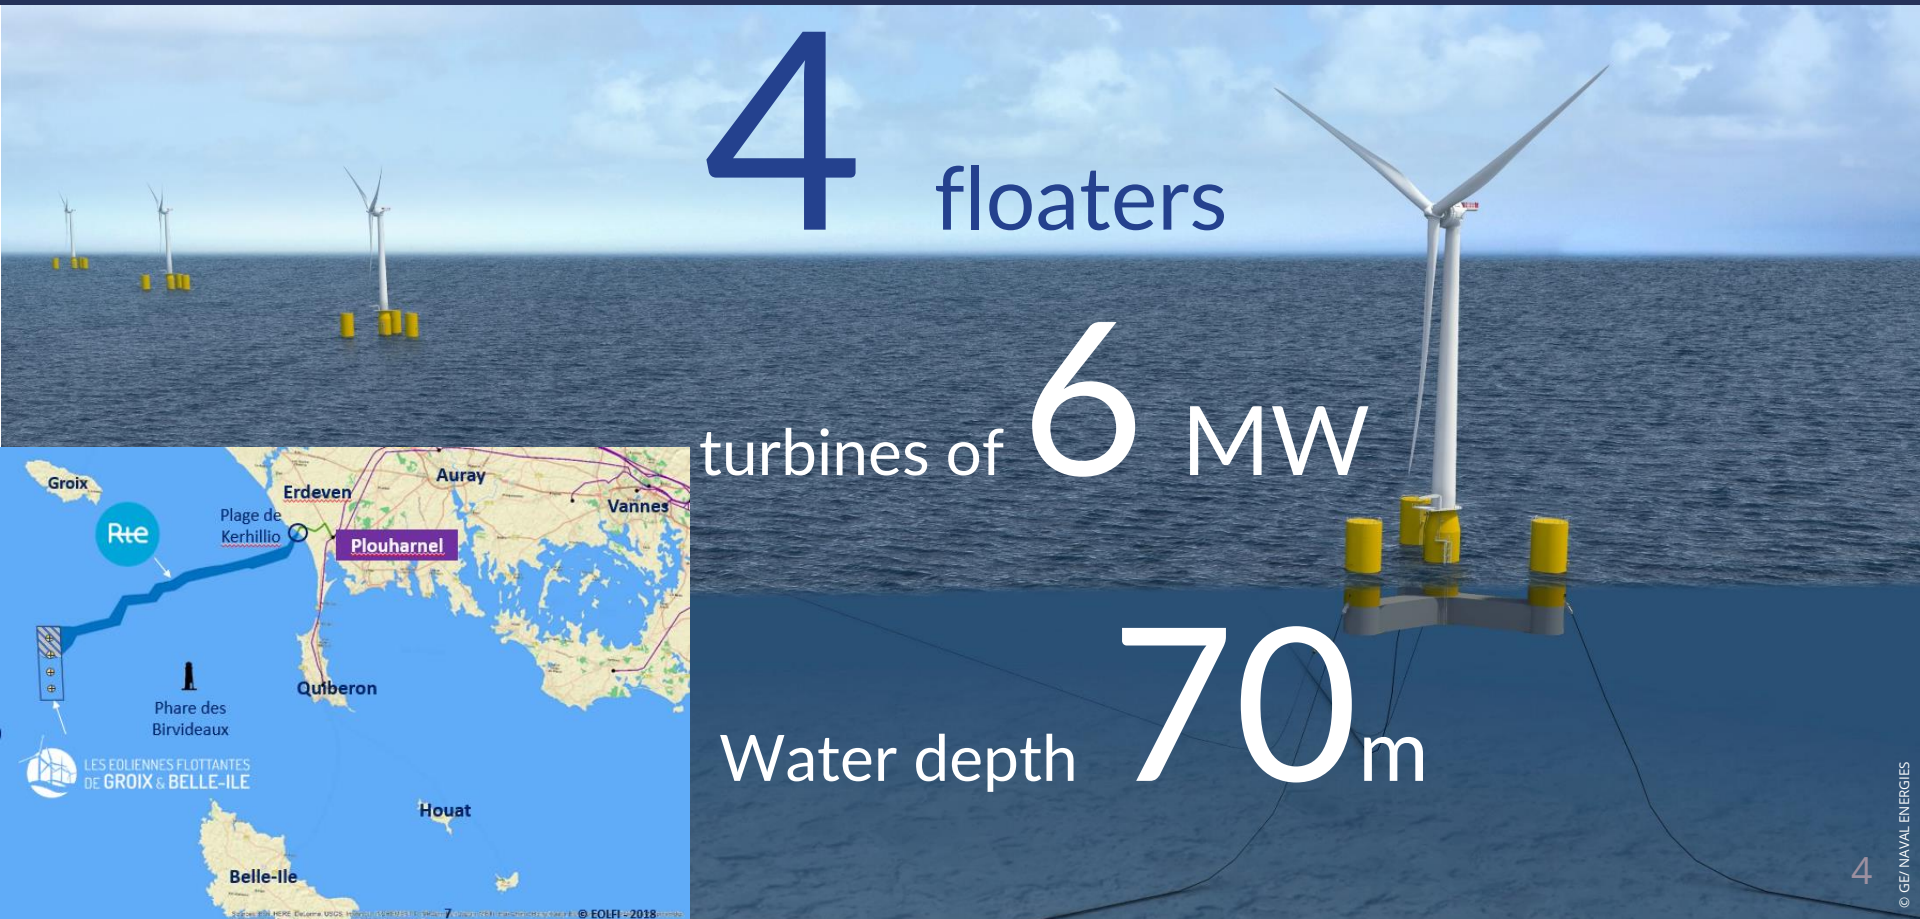 4 floaters
turbines of 6 MW
Water depth 70m
Groix
Rte
Plage de
Kerhillio
Erdeven
Auray
Vannes
Plouharnel
Quiberon
Phare des
Birvideaux
LES EOLIENNES FLOTTANTES
DE GROIX & BELLE-ILE
Houat
Belle-Ile
7
© EOLFI - 2018
4
© GE/ NAVAL ENERGIES